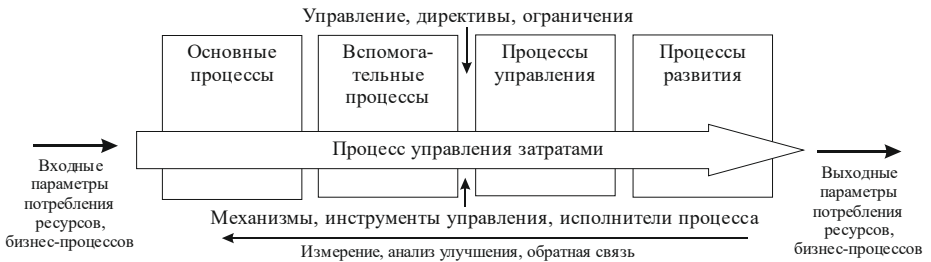 Управление, директивы, ограничения
Основные
процессы
Вспомога-
тельные
процессы
Процессы
управления
Процессы
развития
Процесс управления затратами
Входные
параметры
потребления
ресурсов,
бизнес-процессов
Выходные
параметры
потребления
ресурсов,
бизнес-процессов
Механизмы, инструменты управления, исполнители процесса
Измерение, анализ улучшения, обратная связь